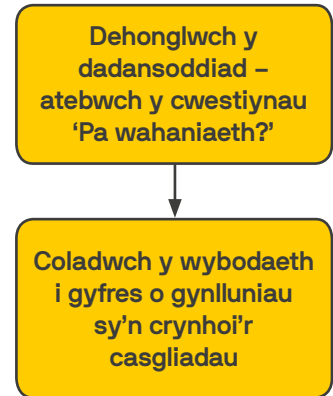 Dehonglwch y
dadansoddiad –
atebwch y cwestiynau
‘Pa wahaniaeth?’
Coladwch y wybodaeth
i gyfres o gynlluniau
sy’n crynhoi’r
casgliadau